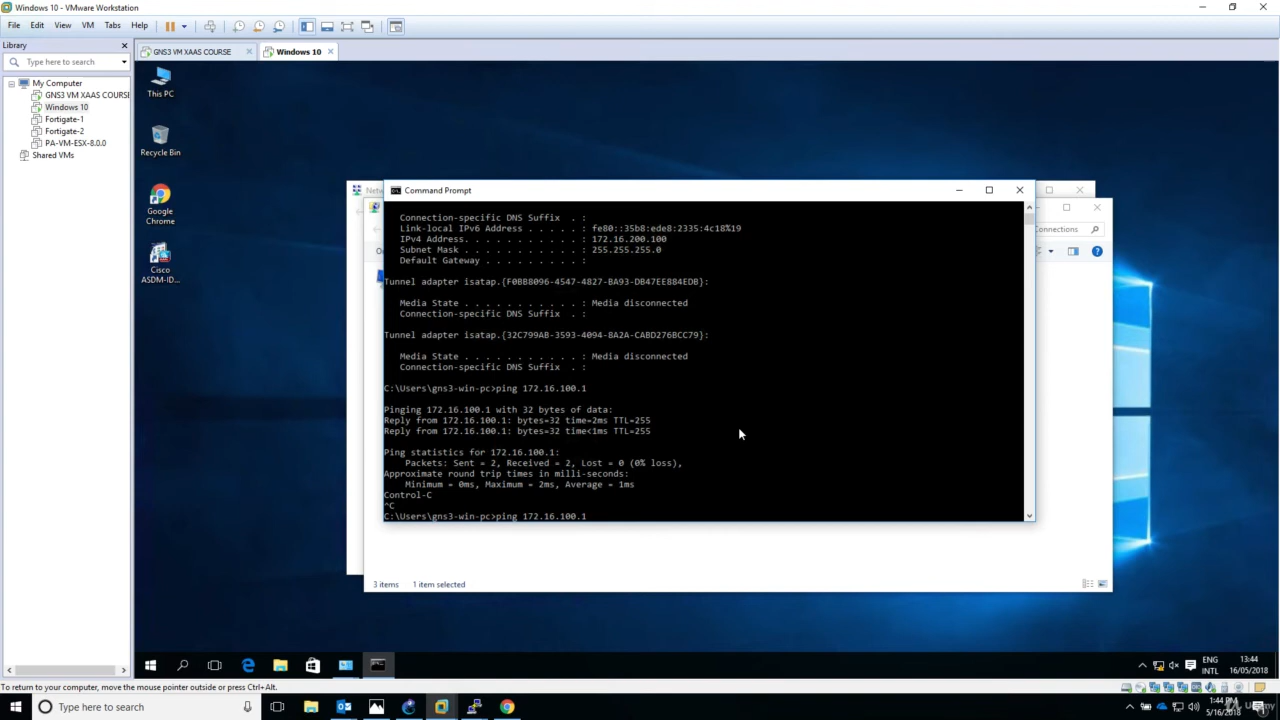 Windows 10 - VMware Workstation
File Edit View VM Tabs Help
Library
Type here to search
My Computer
GNS3 VM XAAS COURSE
Windows 10
Fortigate-1
Fortigate-2
PA-VM-ESX-8.0.0
Shared VMs
GNS3 VM XAAS COURSE
Windows 10
This PC
Recycle Bin
Google
Chrome
Cisco
ASDM-ID...
Command Prompt
Connection-specific DNS Suffix . :
Link-local IPv6 Address . . . . . : fe80::35b8:ede8:2335:4c18%19
IPv4 Address. . . . . . . . . . . : 172.16.200.100
Subnet Mask . . . . . . . . . . . : 255.255.255.0
Default Gateway . . . . . . . . . :
Tunnel adapter isatap.{F0BB8096-4547-4827-BA93-DB47EE884EDB}:
Media State . . . . . . . . . . . : Media disconnected
Connection-specific DNS Suffix . :
Tunnel adapter isatap.{32C799AB-3593-4094-8A2A-CABD276BCC79}:
Media State . . . . . . . . . . . : Media disconnected
Connection-specific DNS Suffix . :
C:\Users\gns3-win-pc>ping 172.16.100.1
Pinging 172.16.100.1 with 32 bytes of data:
Reply from 172.16.100.1: bytes=32 time=2ms TTL=255
Reply from 172.16.100.1: bytes=32 time<1ms TTL=255
Ping statistics for 172.16.100.1:
Packets: Sent = 2, Received = 2, Lost = 0 (0% loss),
Approximate round trip times in milli-seconds:
Minimum = 0ms, Maximum = 2ms, Average = 1ms
Control-C
^C
C:\Users\gns3-win-pc>ping 172.16.100.1
Connections
3 items 1 item selected
ENG
INTL
13:44
16/05/2018
To return to your computer, move the mouse pointer outside or press Ctrl+Alt.
Type here to search
1:44 PM
5/16/2018
Udemy